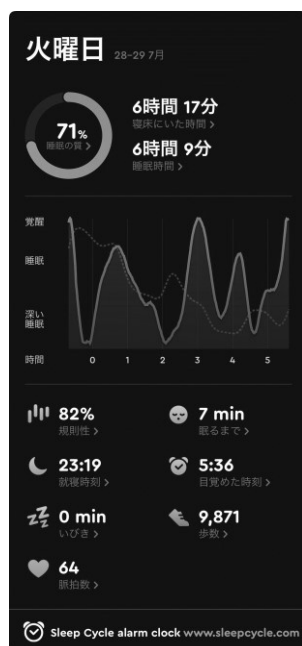 火曜日 28-29 7月
71%
睡眠の質 >
6時間 17分
寝床にいた時間 >
6時間 9分
睡眠時間 >
覚醒
睡眠
深い
睡眠
時間 0 1 2 3 4 5
82%
規則性 >
7 min
眠るまで >
23:19
就寝時刻 >
5:36
目覚めた時刻 >
0 min
いびき >
9,871
歩数 >
64
脈拍数 >
Sleep Cycle alarm clock www.sleepcycle.com